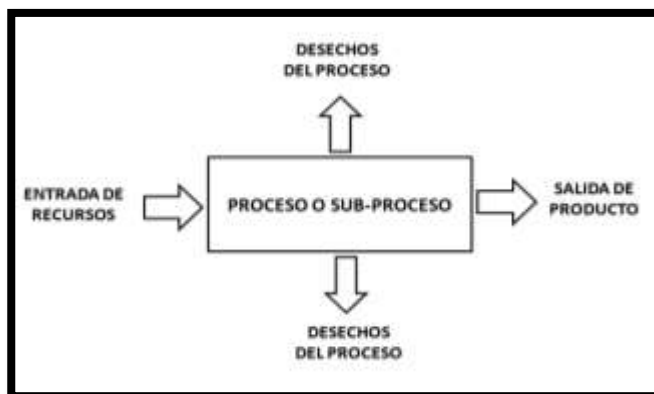 DESECHOS
DEL PROCESO
ENTRADA DE
RECURSOS
PROCESO O SUB-PROCESO
SALIDA DE
PRODUCTO
DESECHOS
DEL PROCESO